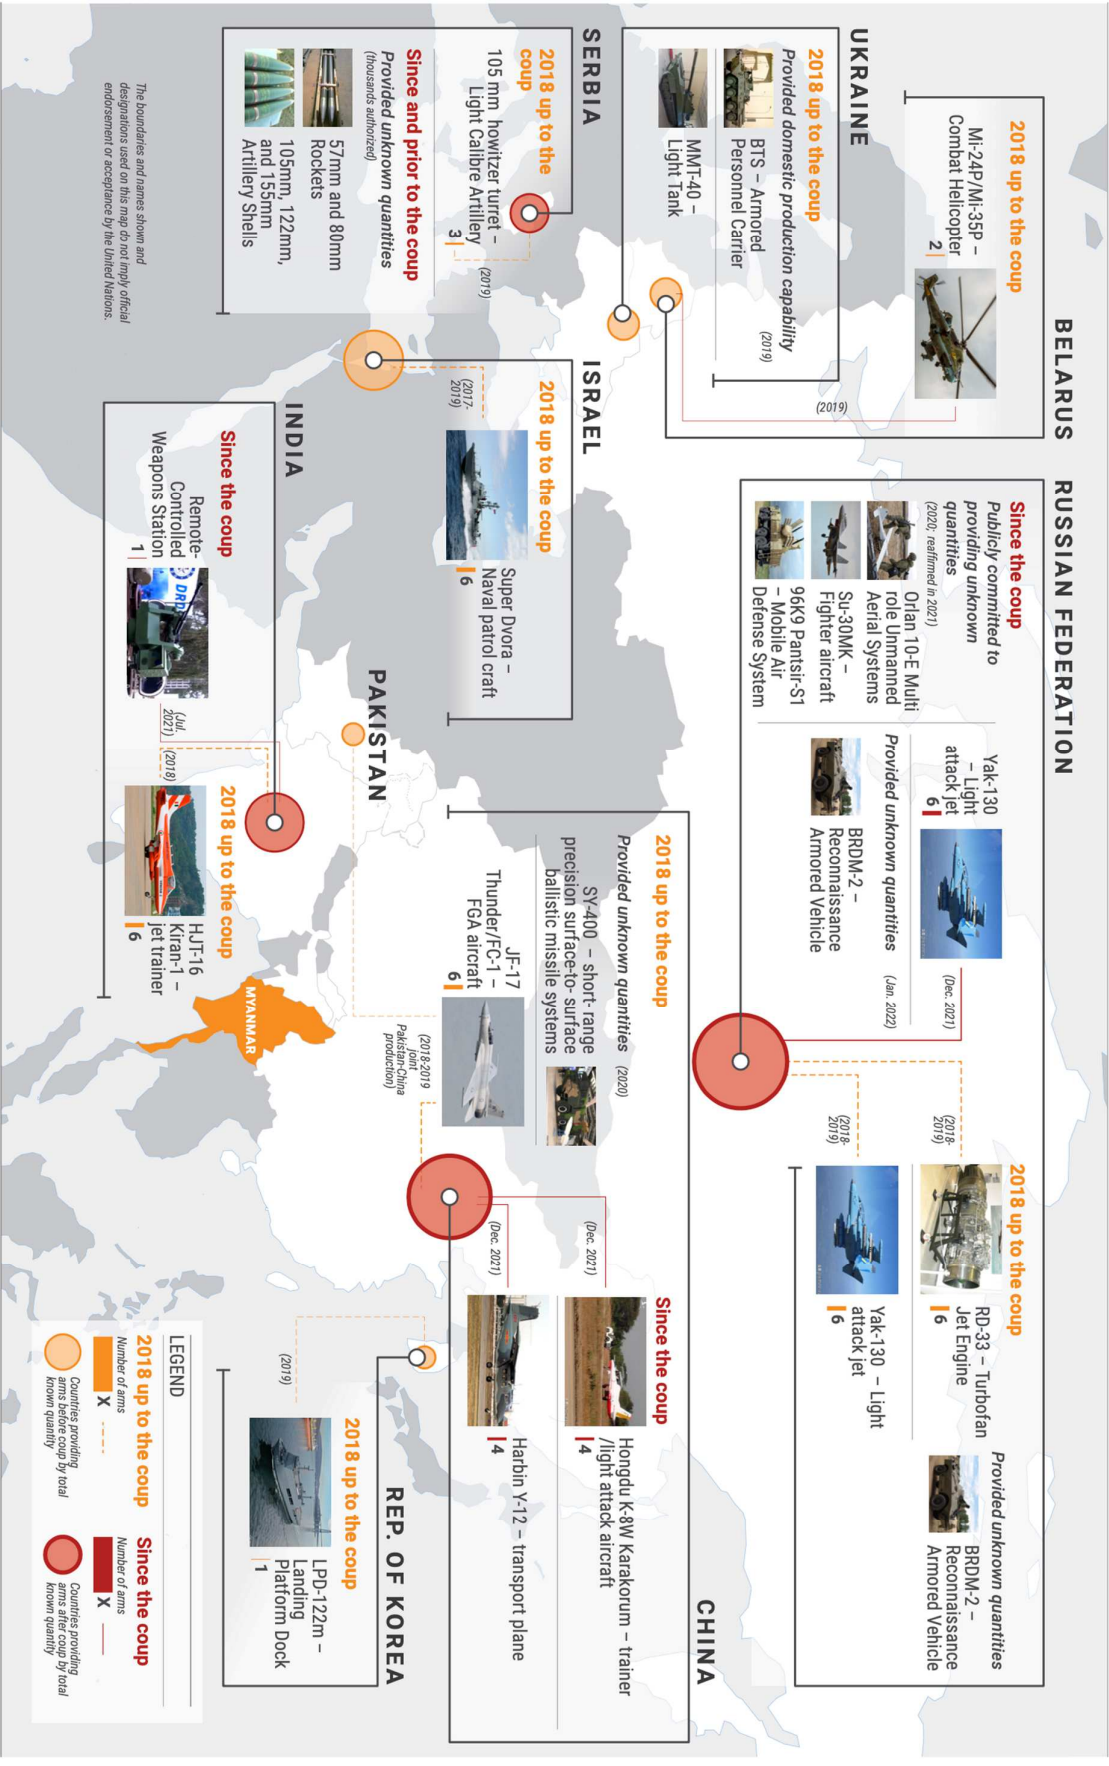 BELARUS
2018 up to the coup
Mi-24P/Mi-35P –
Combat Helicopter
2
(2019)
UKRAINE
2018 up to the coup
Provided domestic production capability
(2019)
BTS – Armored
Personnel Carrier
MMT-40 –
Light Tank
SERBIA
2018 up to the
coup
105 mm howitzer turret –
Light Calibre Artillery
3
(2019)
Since and prior to the coup
Provided unknown quantities
(thousands authorized)
57mm and 80mm
Rockets
105mm, 122mm,
and 155mm
Artillery Shells
The boundaries and names shown and
designations used on this map do not imply official
endorsement or acceptance by the United Nations.
ISRAEL
2018 up to the coup
(2017-
2019)
Super Dvora –
Naval patrol craft
6
INDIA
Since the coup
Remote-
Controlled
Weapons Station
1
DRD
(Jul.
2021)
(2018)
2018 up to the coup
HJT-16
Kiran-1 –
jet trainer
6
PAKISTAN
MYANMAR
RUSSIAN FEDERATION
Since the coup
Publicly committed to
providing unknown
quantities
(2020; reaffirmed in 2021)
Orlan 10-E Multi
role Unmanned
Aerial Systems
Su-30MK –
Fighter aircraft
96K9 Pantsir-S1
– Mobile Air
Defense System
Yak-130
– Light
attack jet
6
(Dec. 2021)
Provided unknown quantities
(Jan. 2022)
BRDM-2 –
Reconnaissance
Armored Vehicle
2018 up to the coup
(2018-
2019)
RD-33 – Turbofan
Jet Engine
6
(2018-
2019)
Yak-130 – Light
attack jet
6
Provided unknown quantities
BRDM-2 –
Reconnaissance
Armored Vehicle
CHINA
2018 up to the coup
Provided unknown quantities
(2020)
SY-400 – short- range
precision surface-to- surface
ballistic missile systems
JF-17
Thunder/FC-1 –
FGA aircraft
6
(2018-2019
joint
Pakistan-China
production)
Since the coup
(Dec. 2021)
Hongdu K-8W Karakorum – trainer
/light attack aircraft
4
(Dec. 2021)
Harbin Y-12 – transport plane
4
REP. OF KOREA
2018 up to the coup
(2019)
LPD-122m –
Landing
Platform Dock
1
LEGEND
2018 up to the coup
Number of arms
X
Countries providing
arms before coup by total
known quantity
Since the coup
Number of arms
X
Countries providing
arms after coup by total
known quantity